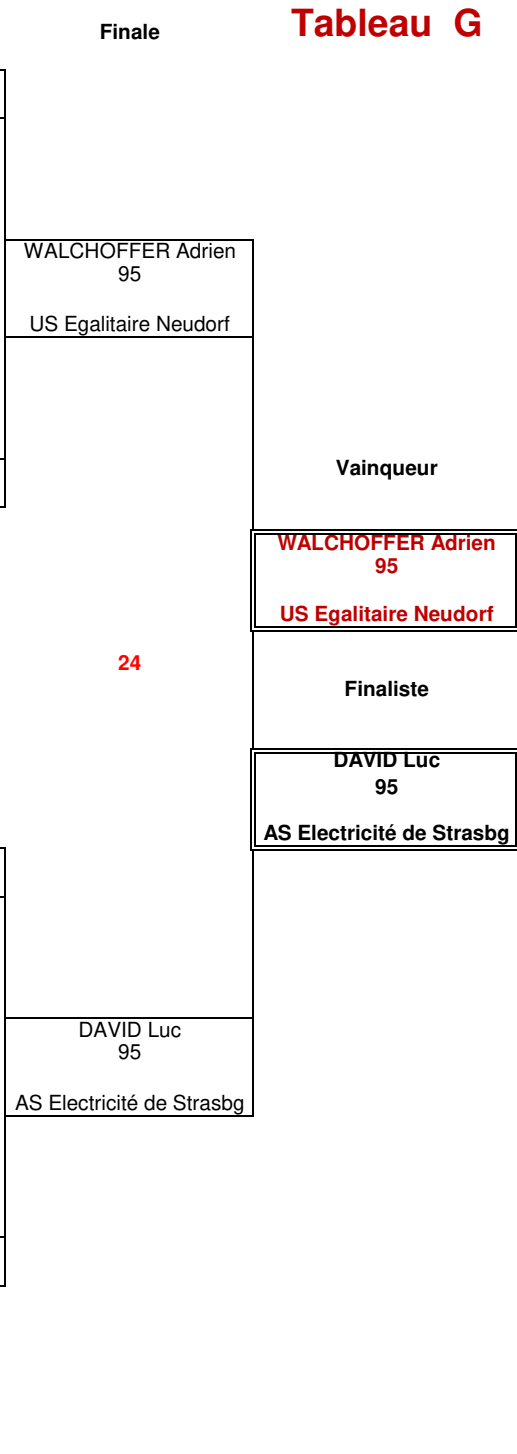 Tableau G
Finale
WALCHOFFER Adrien
95
US Egalitaire Neudorf
Vainqueur
WALCHOFFER Adrien
95
US Egalitaire Neudorf
24
Finaliste
DAVID Luc
95
AS Electricité de Strasbg
DAVID Luc
95
AS Electricité de Strasbg